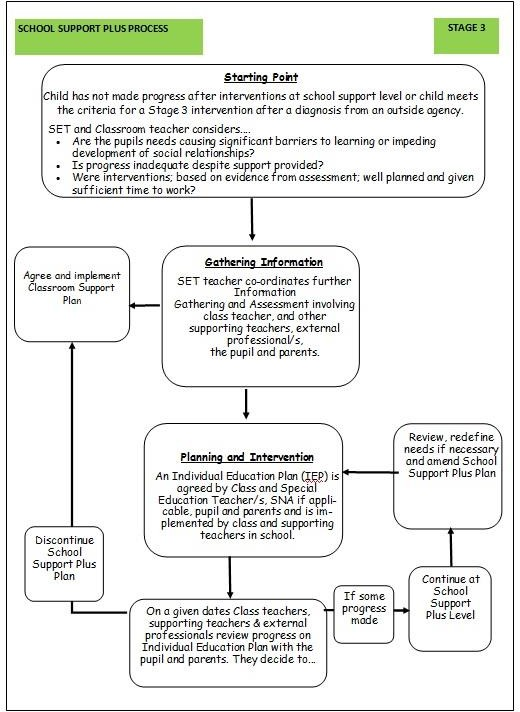 SCHOOL SUPPORT PLUS PROCESS
STAGE 3
Starting Point
Child has not made progress after interventions at school support level or child meets
the criteria for a Stage 3 intervention after a diagnosis from an outside agency.
SET and Classroom teacher considers....
• Are the pupils needs causing significant barriers to learning or impeding
development of social relationships?
• Is progress inadequate despite support provided?
• Were interventions; based on evidence from assessment; well planned and given
sufficient time to work?
Gathering Information
SET teacher co-ordinates further
Information
Gathering and Assessment involving
class teacher, and other
supporting teachers, external
professional/s,
the pupil and parents.
Agree and implement
Classroom Support
Plan
Planning and Intervention
An Individual Education Plan (IEP) is
agreed by Class and Special
Education Teacher/s, SNA if appli-
cable, pupil and parents and is im-
plemented by class and supporting
teachers in school.
Review, redefine
needs if necessary
and amend School
Support Plus Plan
Discontinue
School
Support Plus
Plan
On a given dates Class teachers,
supporting teachers & external
professionals review progress on
Individual Education Plan with the
pupil and parents. They decide to...
If some
progress
made
Continue at
School
Support
Plus Level